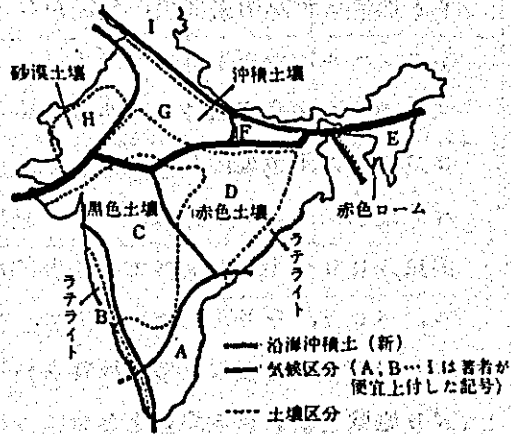 I
砂漠土壌
沖積土壌
H
G
F
E
D
黒色土壌
赤色土壌
赤色ローム
C
ラテライト
B
ラテライト
A
沿海沖積土（新）
気候区分（A，B…Iは著者が
便宜上付した記号）
土壌区分